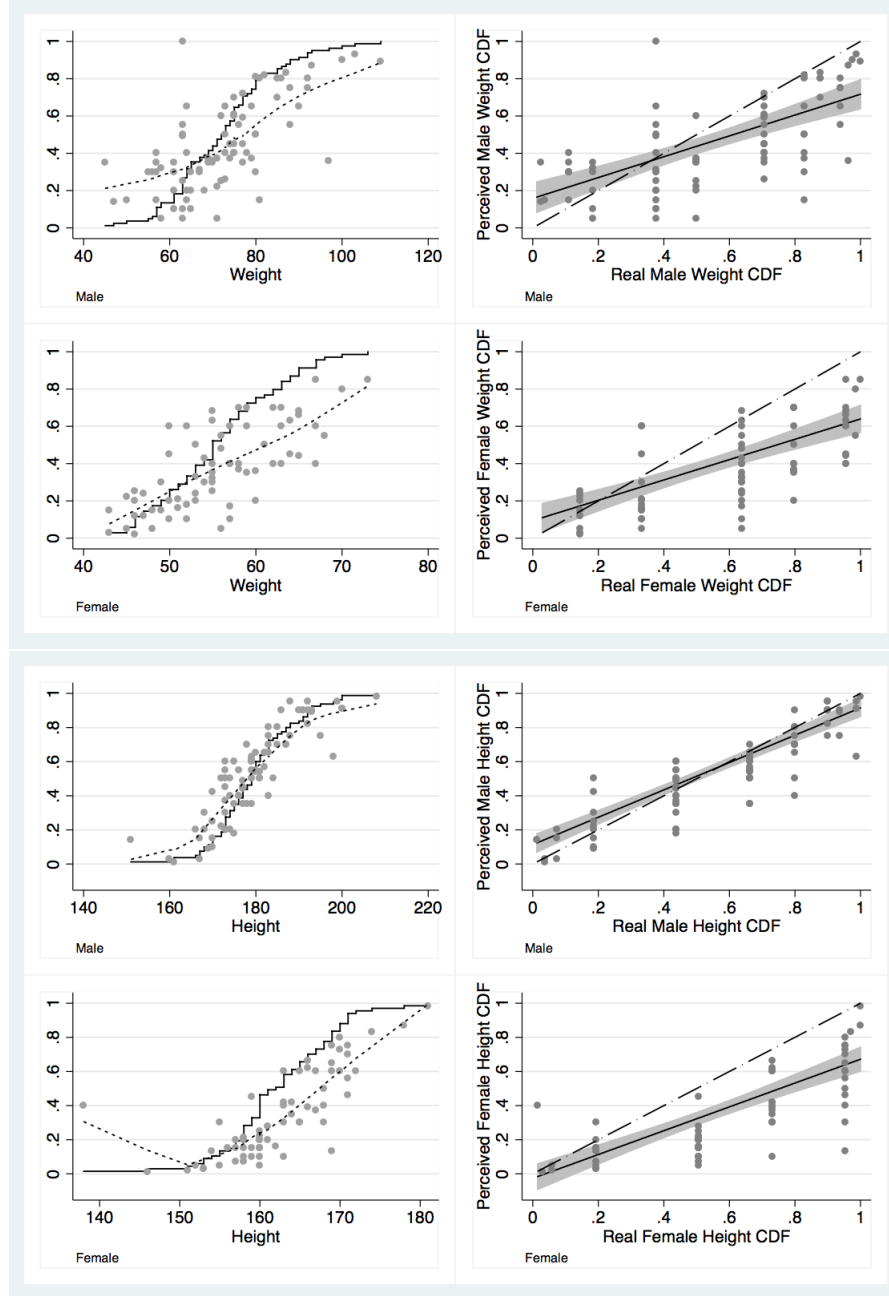 0 .2 .4 .6 .8 1
40 60 80 100 120
Weight
Male
Perceived Male Weight CDF
0 .2 .4 .6 .8 1
0 .2 .4 .6 .8 1
Real Male Weight CDF
Male
0 .2 .4 .6 .8 1
40 50 60 70 80
Weight
Female
Perceived Female Weight CDF
0 .2 .4 .6 .8 1
0 .2 .4 .6 .8 1
Real Female Weight CDF
Female
0 .2 .4 .6 .8 1
140 160 180 200 220
Height
Male
Perceived Male Height CDF
0 .2 .4 .6 .8 1
0 .2 .4 .6 .8 1
Real Male Height CDF
Male
0 .2 .4 .6 .8 1
140 150 160 170 180
Height
Female
Perceived Female Height CDF
0 .2 .4 .6 .8 1
0 .2 .4 .6 .8 1
Real Female Height CDF
Female